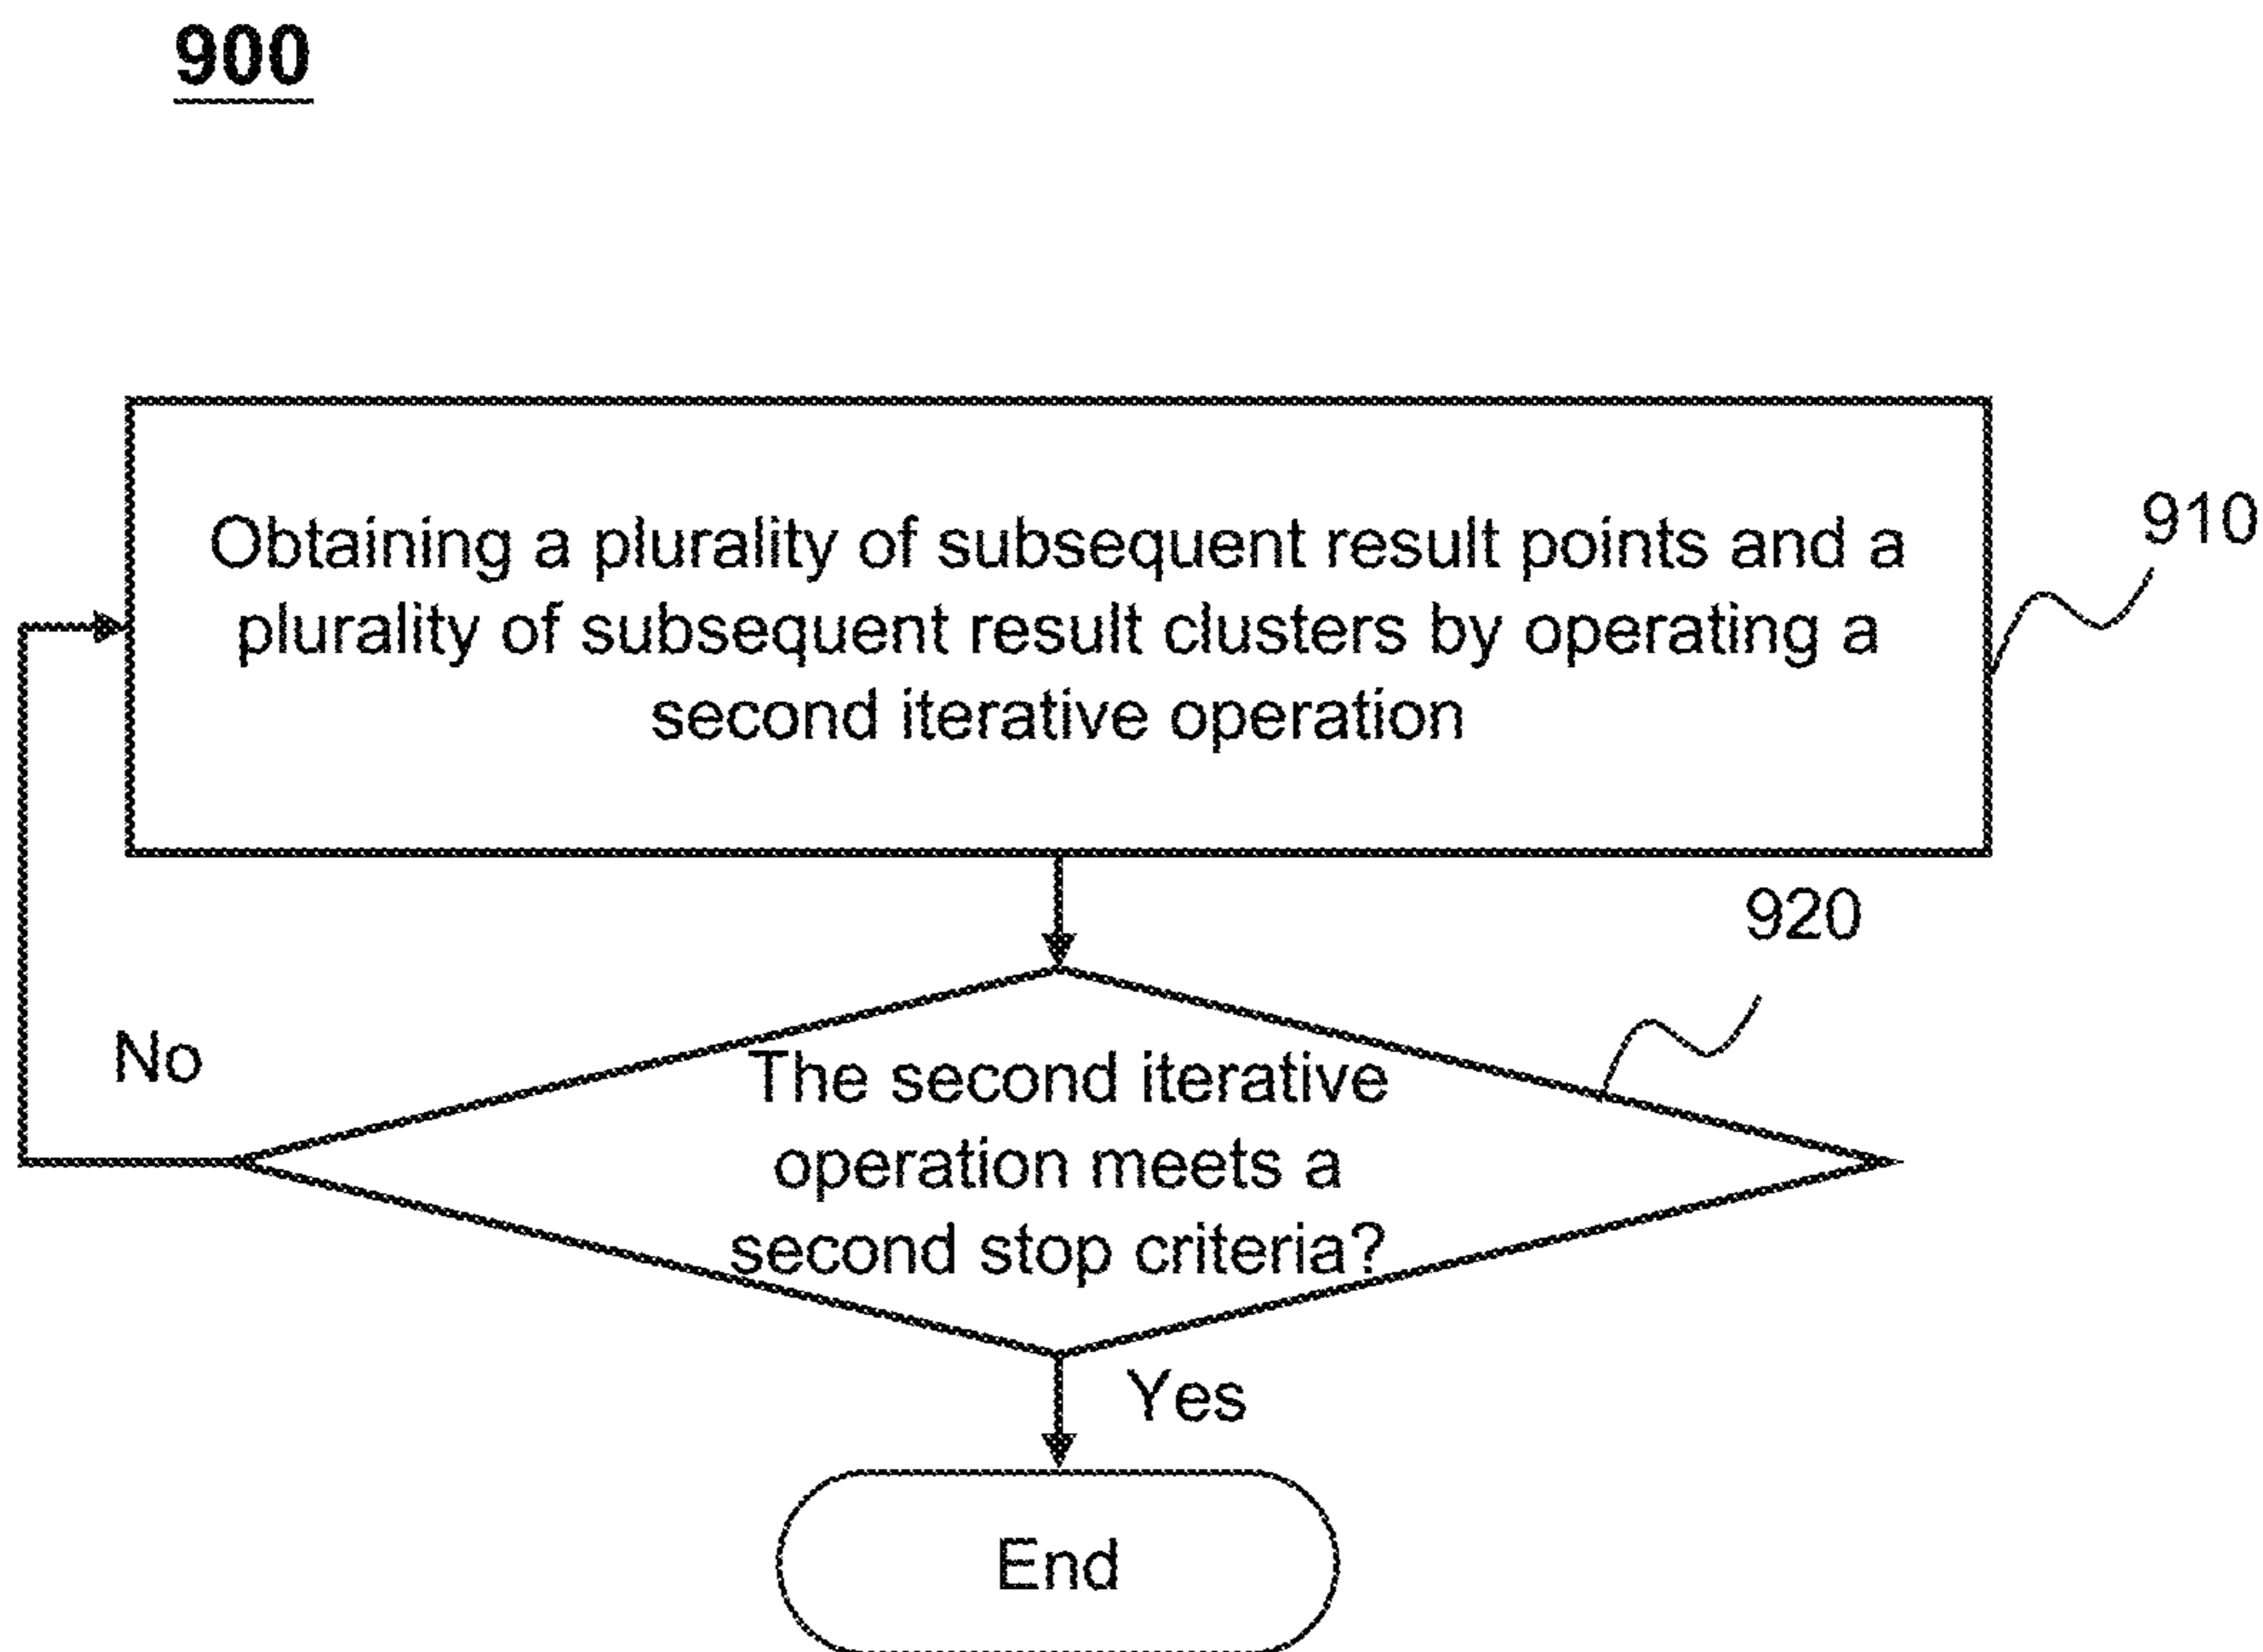 900
Obtaining a plurality of subsequent result points and a
plurality of subsequent result clusters by operating a
second iterative operation
910
920
No
The second iterative
operation meets a
second stop criteria?
Yes
End